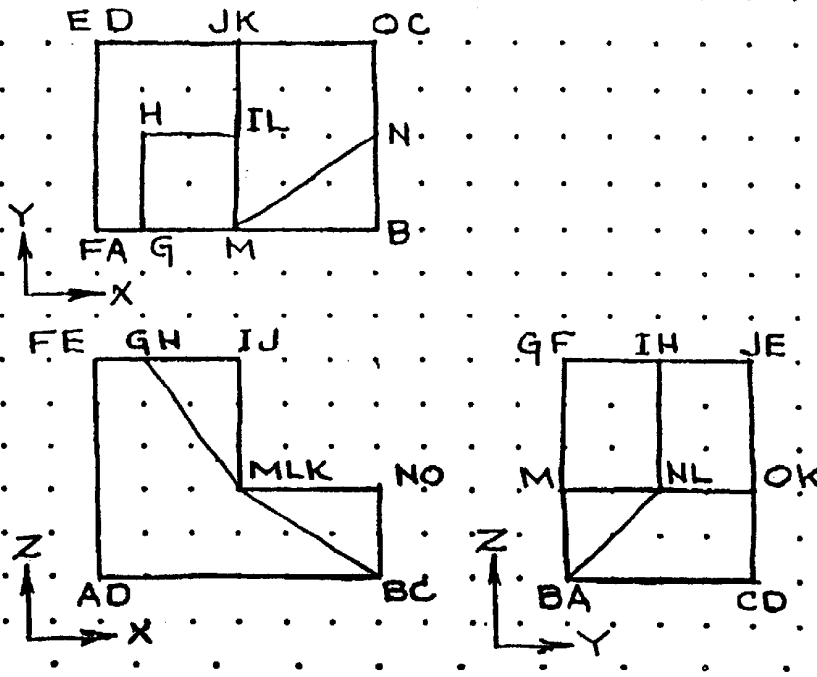 ED JK OC
H IL N
Y
FA G M B
X
FE GH IJ GF IH JE
MLK NO M NL OK
Z Z
AD BC BA CD
X Y